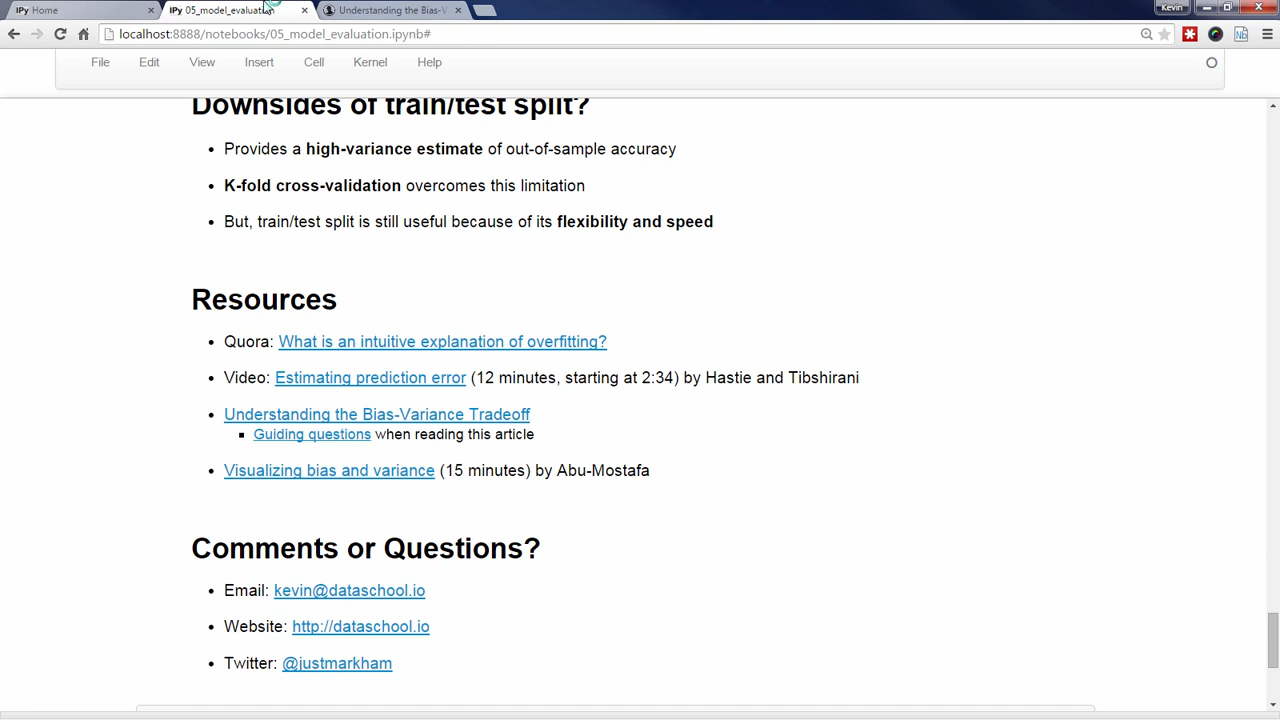 IPy Home
IPy 05_model_evaluation
Understanding the Bias-V
Kevin
localhost:8888/notebooks/05_model_evaluation.ipynb#
File Edit View Insert Cell Kernel Help
Downsides of train/test split?
• Provides a high-variance estimate of out-of-sample accuracy
• K-fold cross-validation overcomes this limitation
• But, train/test split is still useful because of its flexibility and speed
Resources
• Quora: What is an intuitive explanation of overfitting?
• Video: Estimating prediction error (12 minutes, starting at 2:34) by Hastie and Tibshirani
• Understanding the Bias-Variance Tradeoff
▪ Guiding questions when reading this article
• Visualizing bias and variance (15 minutes) by Abu-Mostafa
Comments or Questions?
• Email: kevin@dataschool.io
• Website: http://dataschool.io
• Twitter: @justmarkham